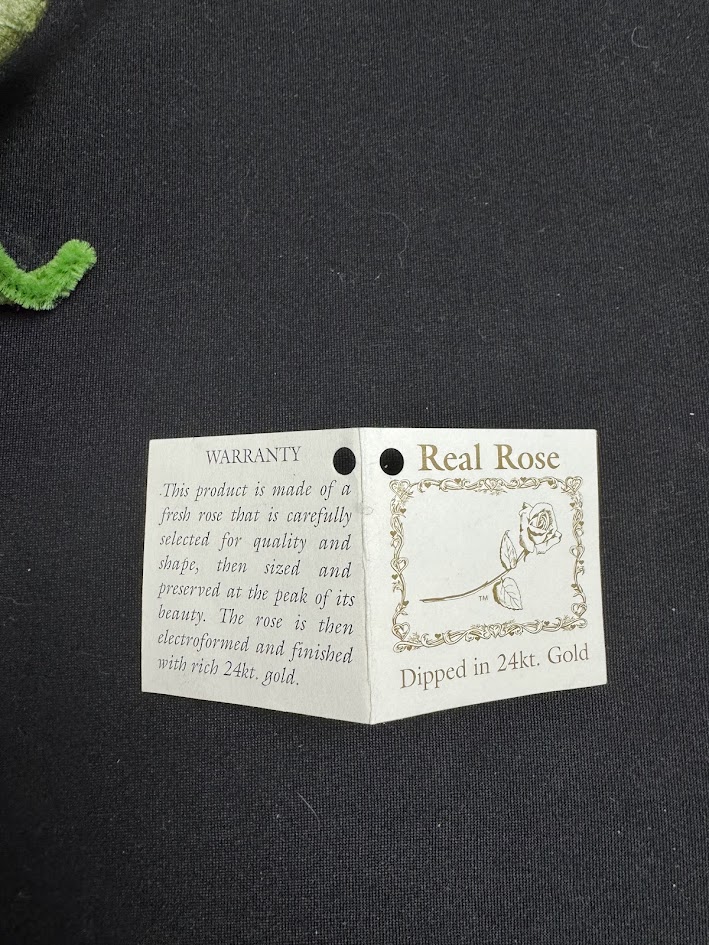 WARRANTY
This product is made of a
fresh rose that is carefully
selected for quality and
shape, then sized and
preserved at the peak of its
beauty. The rose is then
electroformed and finished
with rich 24kt. gold.
Real Rose
TM
Dipped in 24kt. Gold